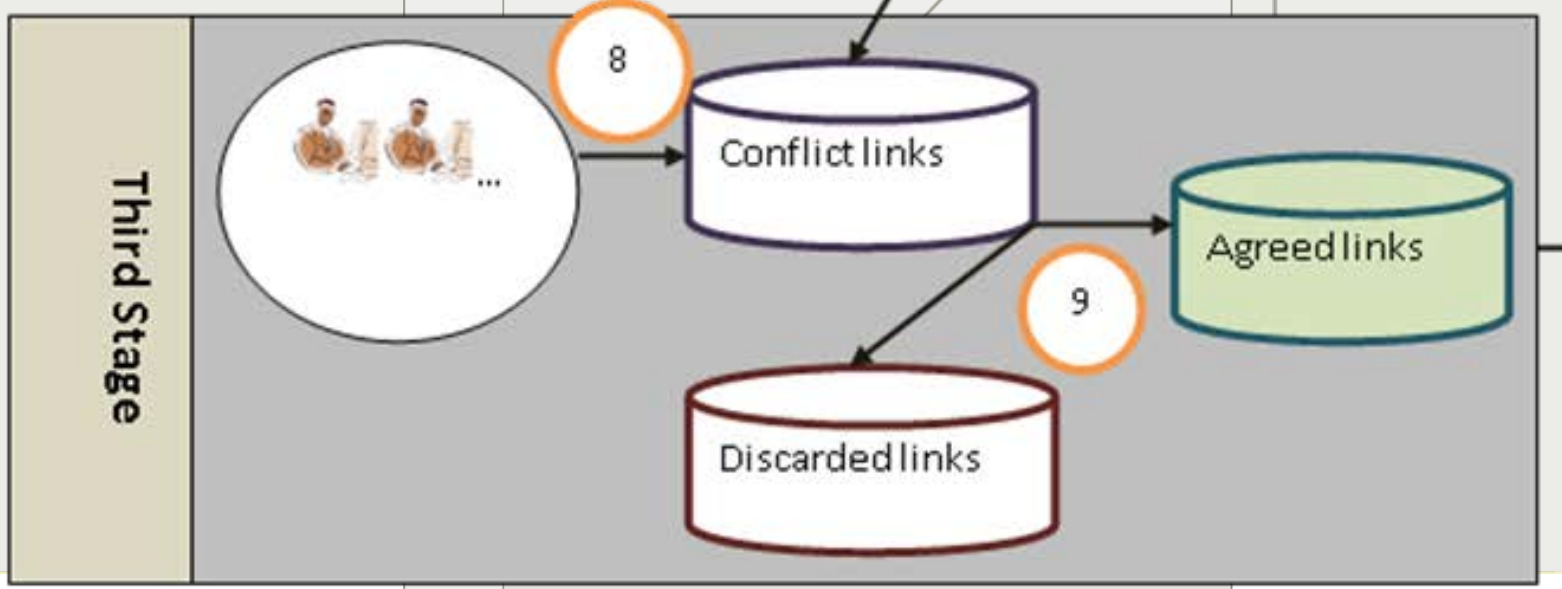 Third Stage
8
Conflict links
Agreed links
9
Discarded links
...